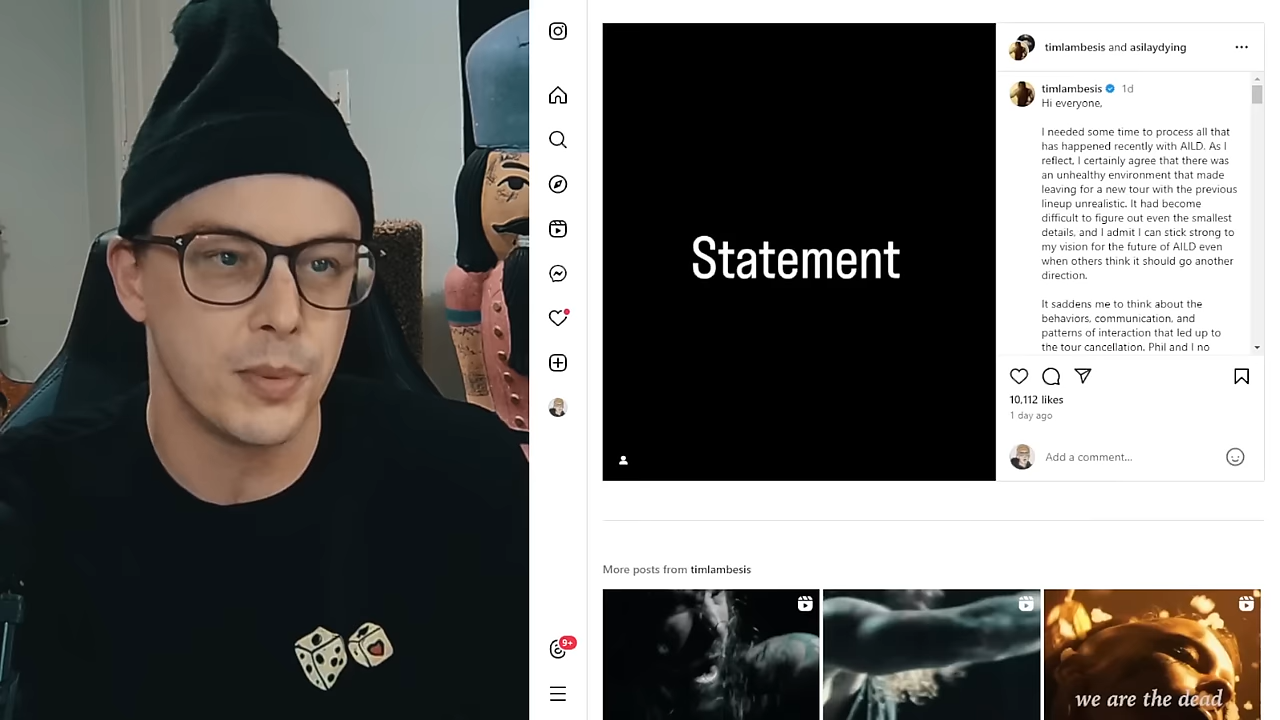 timlambesis and asilaydying
timlambesis 1d
Hi everyone,
I needed some time to process all that
has happened recently with AILD. As I
reflect, I certainly agree that there was
an unhealthy environment that made
leaving for a new tour with the previous
lineup unrealistic. It had become
difficult to figure out even the smallest
details, and I admit I can stick strong to
my vision for the future of AILD even
when others think it should go another
direction.
It saddens me to think about the
behaviors, communication, and
patterns of interaction that led up to
the tour cancellation. Phil and I no
Statement
10,112 likes
1 day ago
Add a comment...
More posts from timlambesis
9+
we are the dead